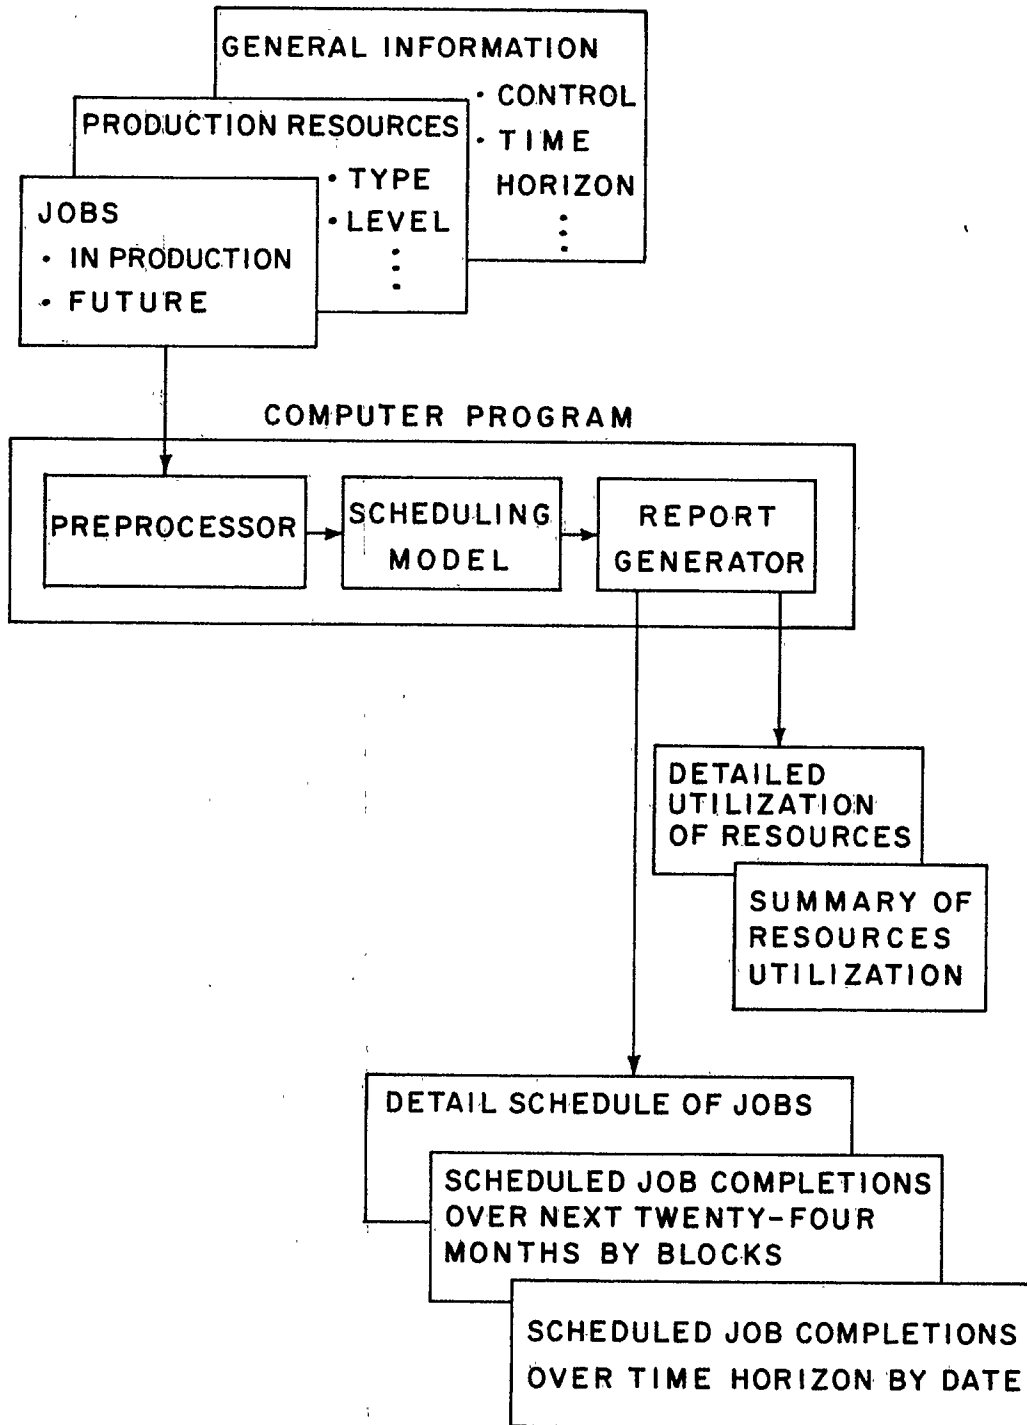 GENERAL INFORMATION
• CONTROL
• TIME
HORIZON
PRODUCTION RESOURCES
• TYPE
• LEVEL
JOBS
• IN PRODUCTION
• FUTURE
COMPUTER PROGRAM
PREPROCESSOR
SCHEDULING
MODEL
REPORT
GENERATOR
DETAILED
UTILIZATION
OF RESOURCES
SUMMARY OF
RESOURCES
UTILIZATION
DETAIL SCHEDULE OF JOBS
SCHEDULED JOB COMPLETIONS
OVER NEXT TWENTY-FOUR
MONTHS BY BLOCKS
SCHEDULED JOB COMPLETIONS
OVER TIME HORIZON BY DATE